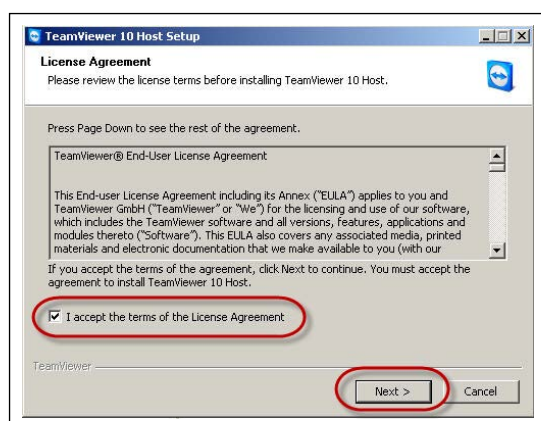 TeamViewer 10 Host Setup
License Agreement
Please review the license terms before installing TeamViewer 10 Host.
Press Page Down to see the rest of the agreement.
TeamViewer® End-User License Agreement
This End-user License Agreement including its Annex ("EULA") applies to you and
TeamViewer GmbH ("TeamViewer" or "We") for the licensing and use of our software,
which includes the TeamViewer software and all versions, features, applications and
modules thereto ("Software"). This EULA also covers any associated media, printed
materials and electronic documentation that we make available to you (with our
If you accept the terms of the agreement, click Next to continue. You must accept the
agreement to install TeamViewer 10 Host.
I accept the terms of the License Agreement
TeamViewer
Next >
Cancel